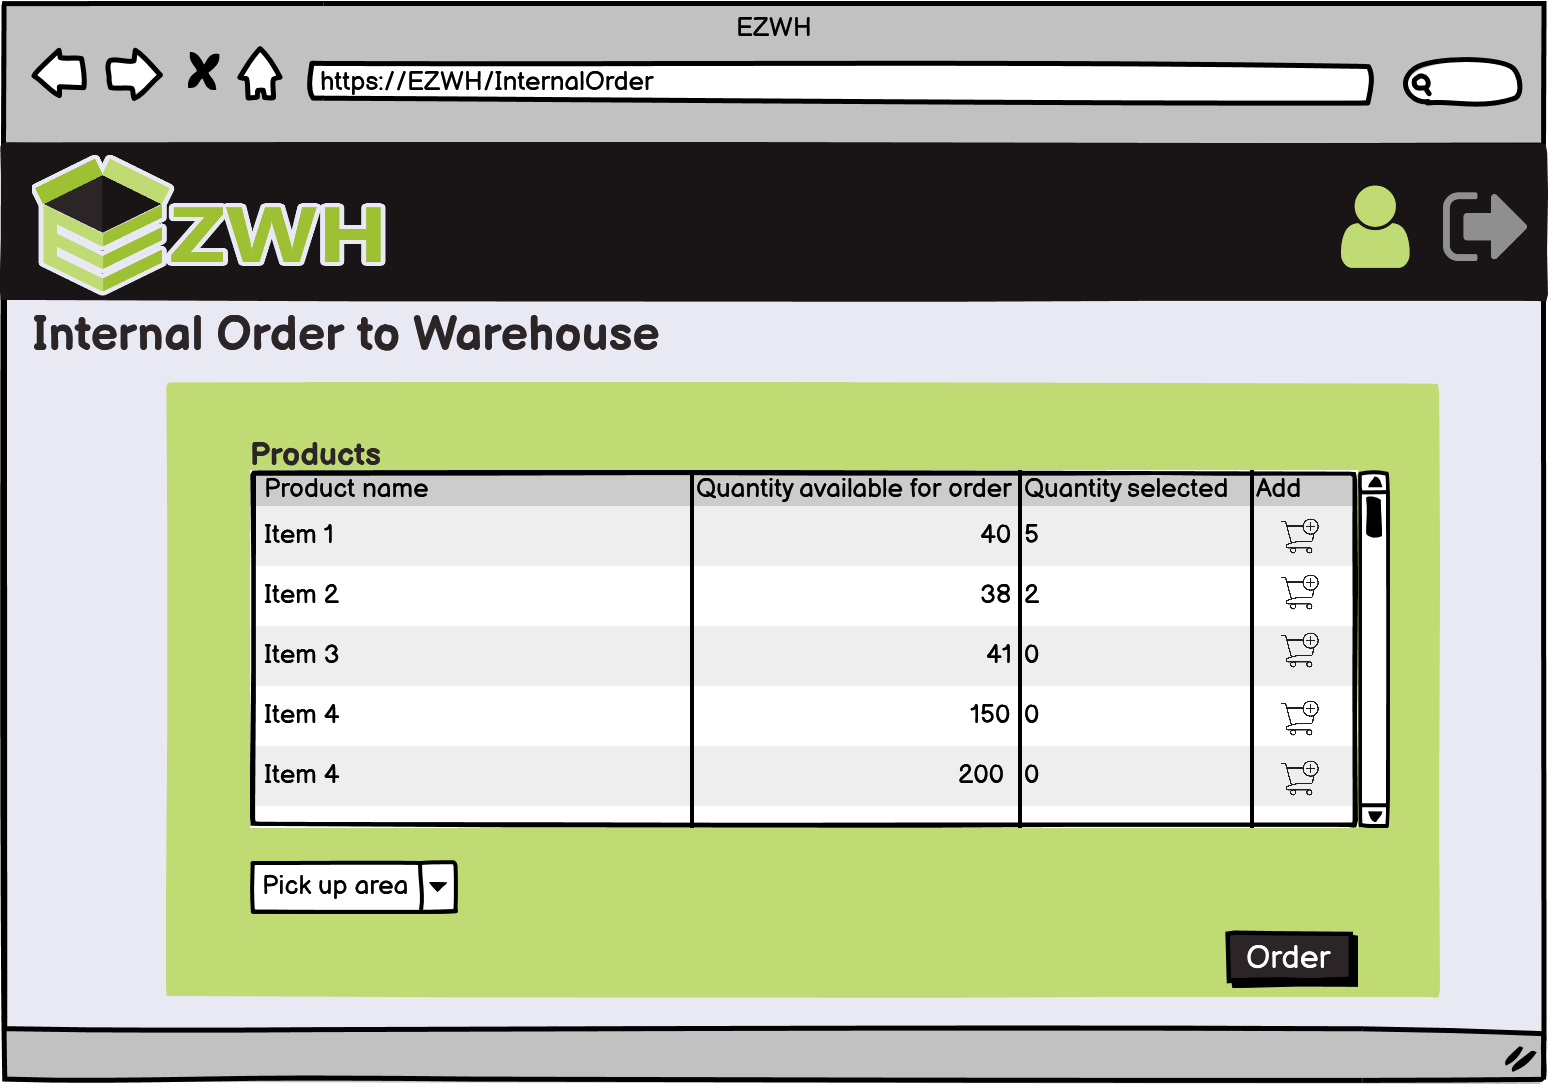 EZWH
https://EZWH/InternalOrder
EZWH
Internal Order to Warehouse
Products
Product name Quantity available for order Quantity selected Add
Item 1 40 5
Item 2 38 2
Item 3 41 0
Item 4 150 0
Item 4 200 0
Pick up area
Order